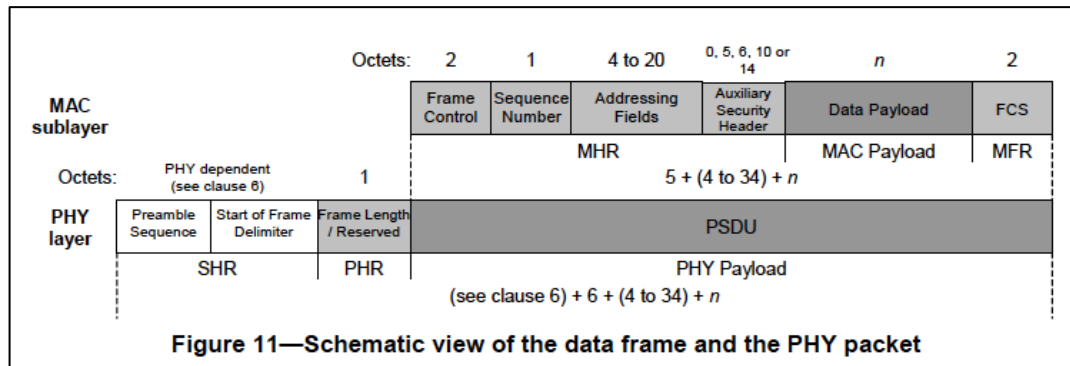 Octets: 2 1 4 to 20 0, 5, 6, 10 or 14 n 2
MAC sublayer
Frame Control
Sequence Number
Addressing Fields
Auxiliary Security Header
Data Payload
FCS
MHR MAC Payload MFR
Octets: PHY dependent (see clause 6) 1 5 + (4 to 34) + n
PHY layer
Preamble Sequence
Start of Frame Delimiter
Frame Length / Reserved
PSDU
SHR PHR PHY Payload
(see clause 6) + 6 + (4 to 34) + n
Figure 11—Schematic view of the data frame and the PHY packet